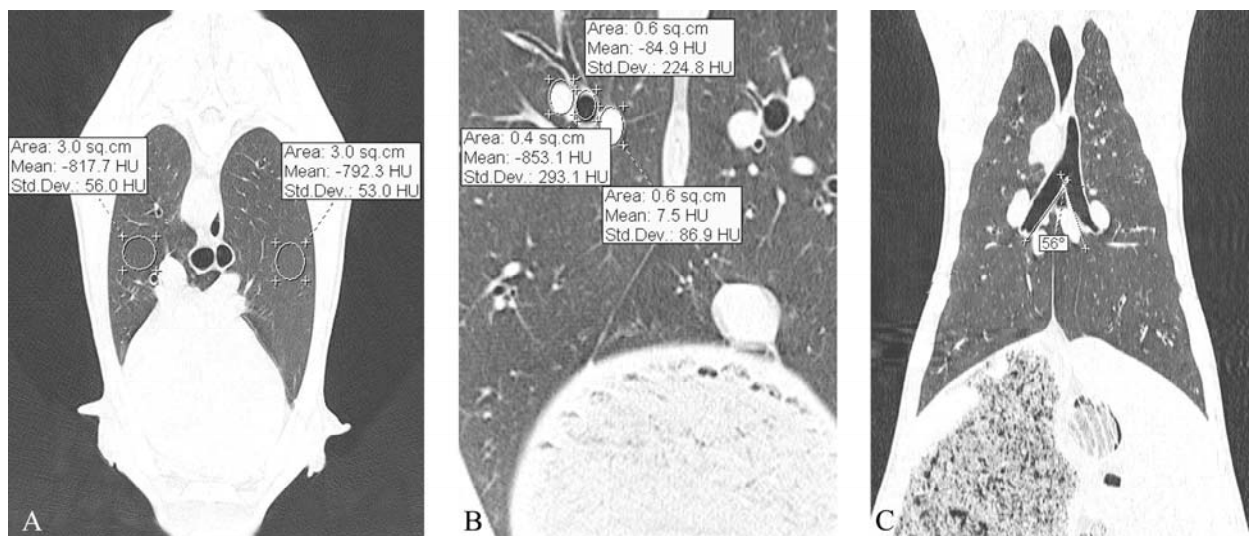 Area: 3.0 sq.cm
Mean: -817.7 HU
Std.Dev.: 56.0 HU
Area: 3.0 sq.cm
Mean: -792.3 HU
Std.Dev.: 53.0 HU
A
Area: 0.6 sq.cm
Mean: -84.9 HU
Std.Dev.: 224.8 HU
Area: 0.4 sq.cm
Mean: -853.1 HU
Std.Dev.: 293.1 HU
Area: 0.6 sq.cm
Mean: 7.5 HU
Std.Dev.: 86.9 HU
B
56°
C